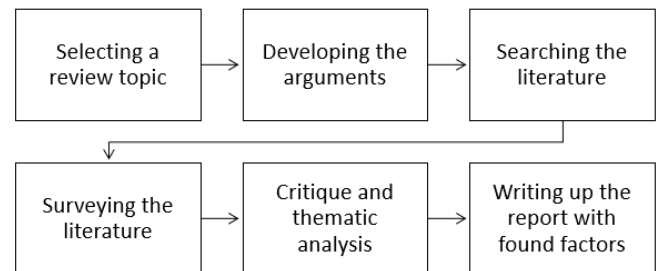 Selecting a
review topic
Developing the
arguments
Searching the
literature
Surveying the
literature
Critique and
thematic
analysis
Writing up the
report with
found factors